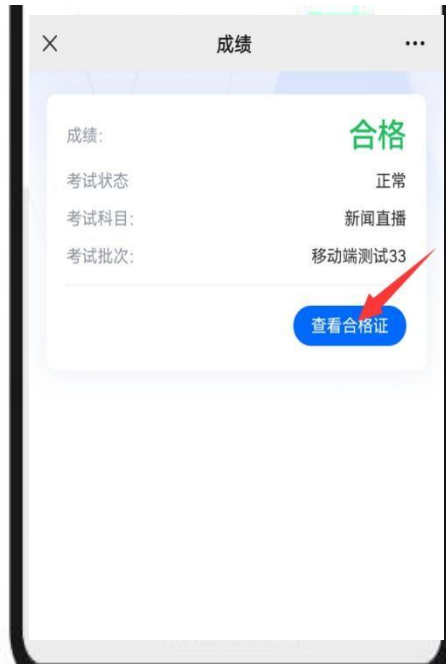 成绩
成绩:
合格
考试状态
正常
考试科目:
新闻直播
考试批次:
移动端测试33
查看合格证